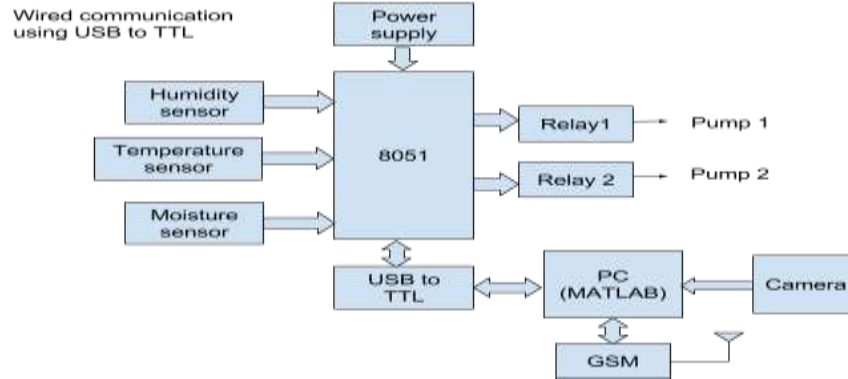 Wired communication
using USB to TTL
Power
supply
Humidity
sensor
Temperature
sensor
Moisture
sensor
8051
Relay1
Pump 1
Relay 2
Pump 2
USB to
TTL
PC
(MATLAB)
Camera
GSM